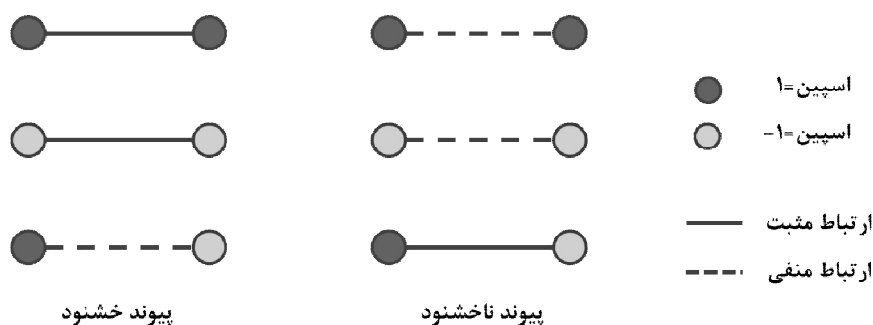 اسپین=۱
اسپین=۱-
ارتباط مثبت
ارتباط منفی
پیوند ناخشنود
پیوند خشنود